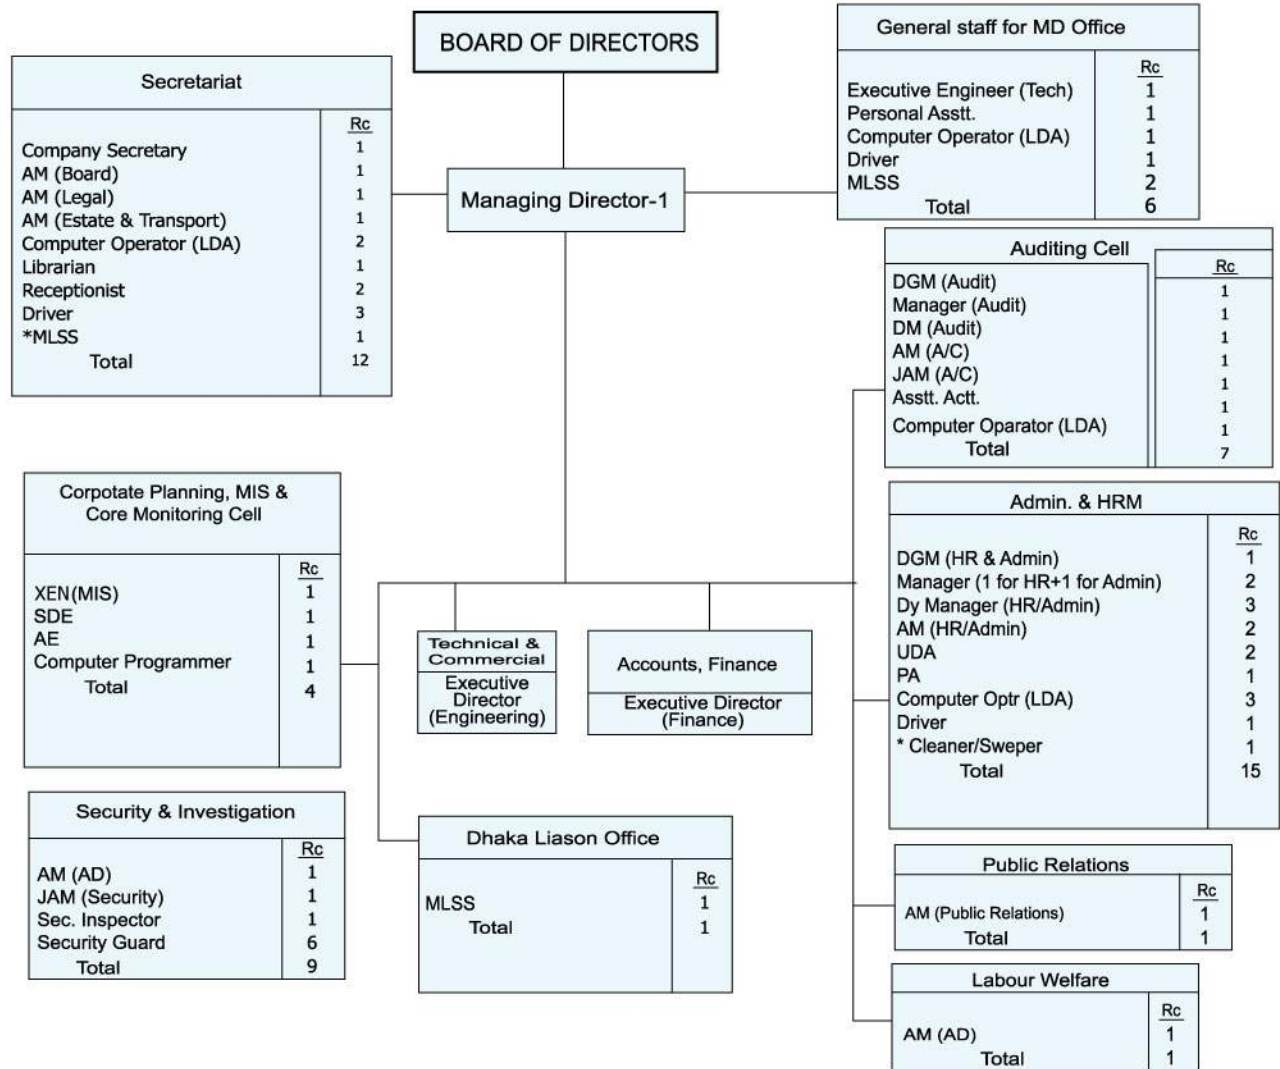 BOARD OF DIRECTORS
General staff for MD Office
Rc
Executive Engineer (Tech) 1
Personal Asstt. 1
Computer Operator (LDA) 1
Driver 1
MLSS 2
Total 6
Secretariat
Rc
Company Secretary 1
AM (Board) 1
AM (Legal) 1
AM (Estate & Transport) 1
Computer Operator (LDA) 2
Librarian 1
Receptionist 2
Driver 3
*MLSS 1
Total 12
Managing Director-1
Auditing Cell
Rc
DGM (Audit) 1
Manager (Audit) 1
DM (Audit) 1
AM (A/C) 1
JAM (A/C) 1
Asstt. Actt. 1
Computer Oparator (LDA) 1
Total 7
Corpotate Planning, MIS &
Core Monitoring Cell
Rc
XEN(MIS) 1
SDE 1
AE 1
Computer Programmer 1
Total 4
Technical &
Commercial
Executive
Director
(Engineering)
Accounts, Finance
Executive Director
(Finance)
Admin. & HRM
Rc
DGM (HR & Admin) 1
Manager (1 for HR+1 for Admin) 2
Dy Manager (HR/Admin) 3
AM (HR/Admin) 2
UDA 2
PA 1
Computer Optr (LDA) 3
Driver 1
* Cleaner/Sweper 1
Total 15
Security & Investigation
Rc
AM (AD) 1
JAM (Security) 1
Sec. Inspector 1
Security Guard 6
Total 9
Dhaka Liason Office
Rc
MLSS 1
Total 1
Public Relations
Rc
AM (Public Relations) 1
Total 1
Labour Welfare
Rc
AM (AD) 1
Total 1